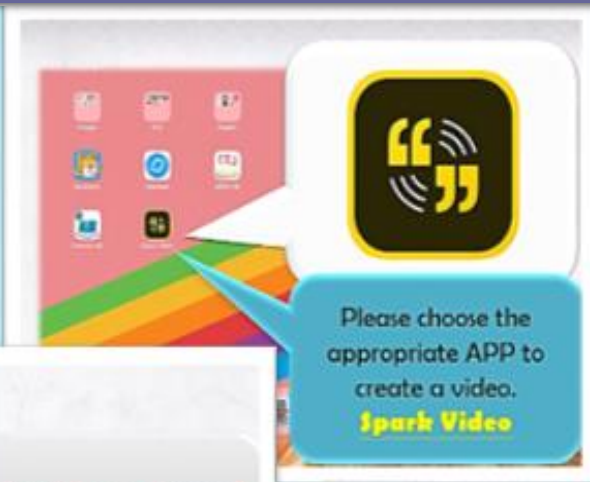 Please choose the
appropriate APP to
create a video.
Spark Video